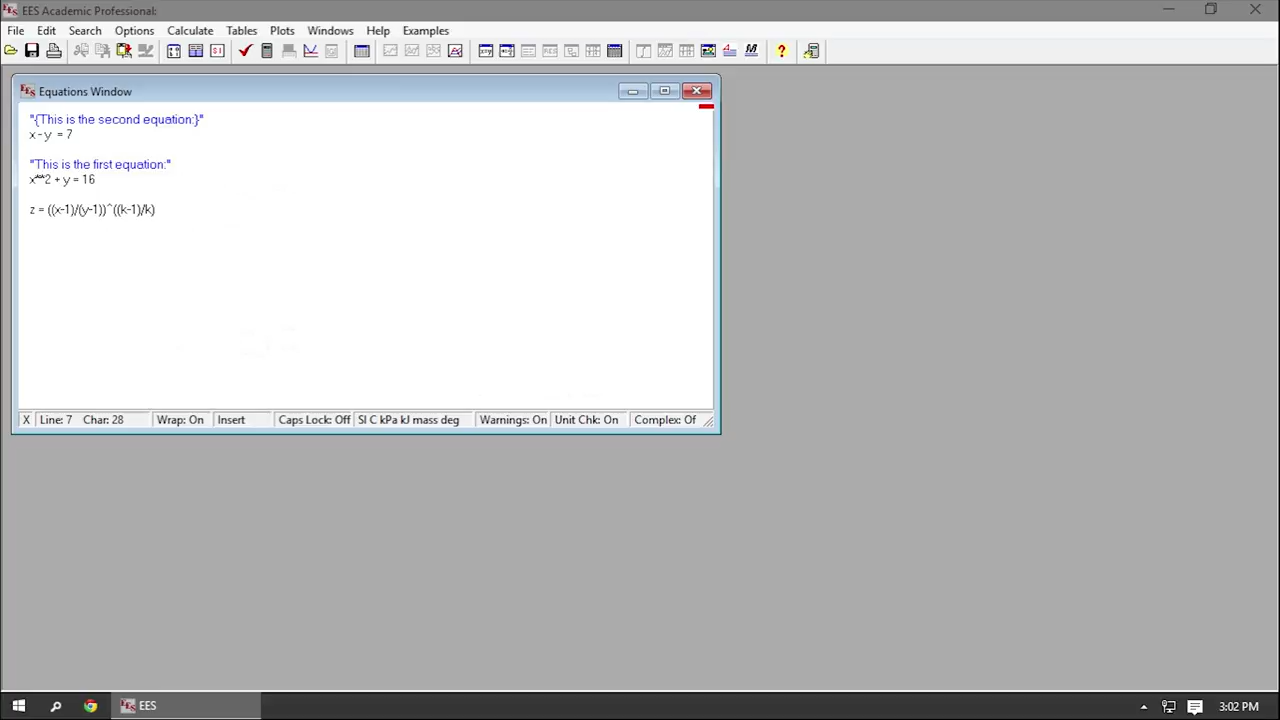 EES Academic Professional:
File Edit Search Options Calculate Tables Plots Windows Help Examples
EES Equations Window
"{This is the second equation:}"
x - y = 7
"This is the first equation:"
x**2 + y = 16
z = ((x-1)/(y-1))^((k-1)/k)
X Line: 7 Char: 28 Wrap: On Insert Caps Lock: Off SI C kPa kJ mass deg Warnings: On Unit Chk: On Complex: Of
EES
3:02 PM